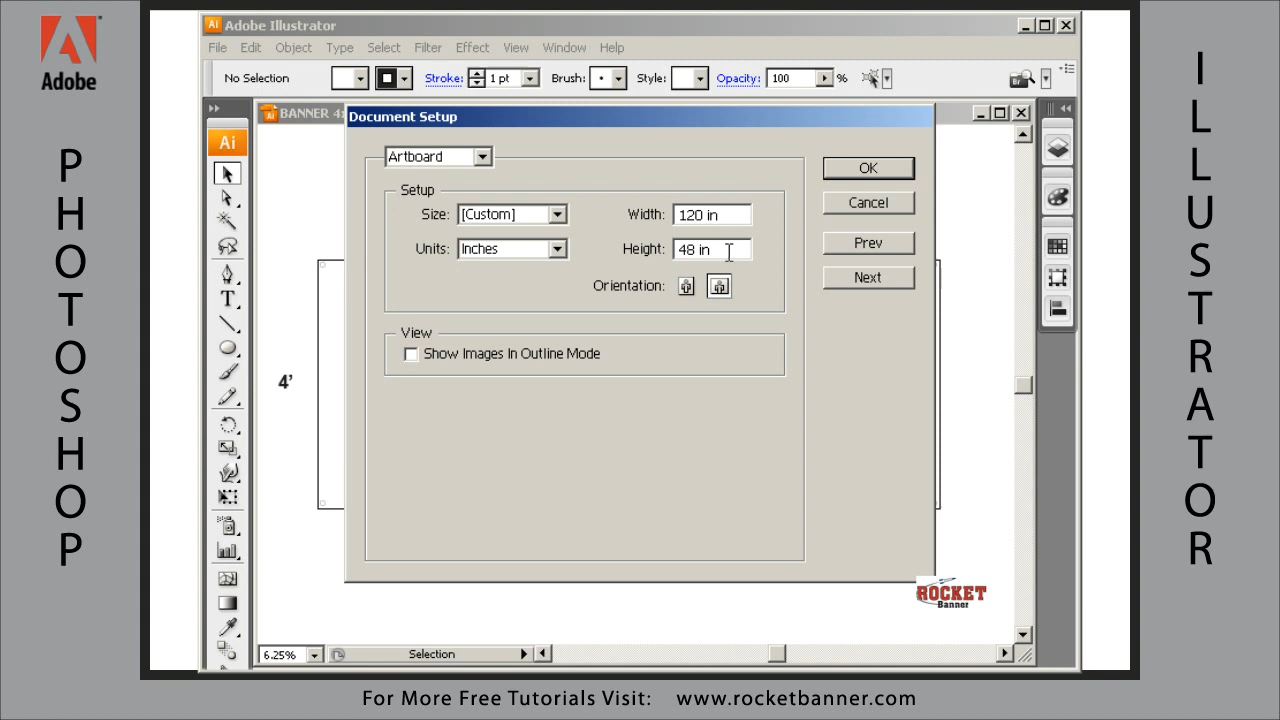 Adobe
PHOTOSHOP
ILLUSTRATOR
Adobe Illustrator
File Edit Object Type Select Filter Effect View Window Help
No Selection Stroke: 1 pt Brush: Style: Opacity: 100 %
BANNER
Ai
Document Setup
Artboard
Setup
Size: [Custom] Width: 120 in
Units: Inches Height: 48 in
Orientation:
View
Show Images In Outline Mode
OK
Cancel
Prev
Next
4'
ROCKET
Banner
6.25% Selection
For More Free Tutorials Visit: www.rocketbanner.com